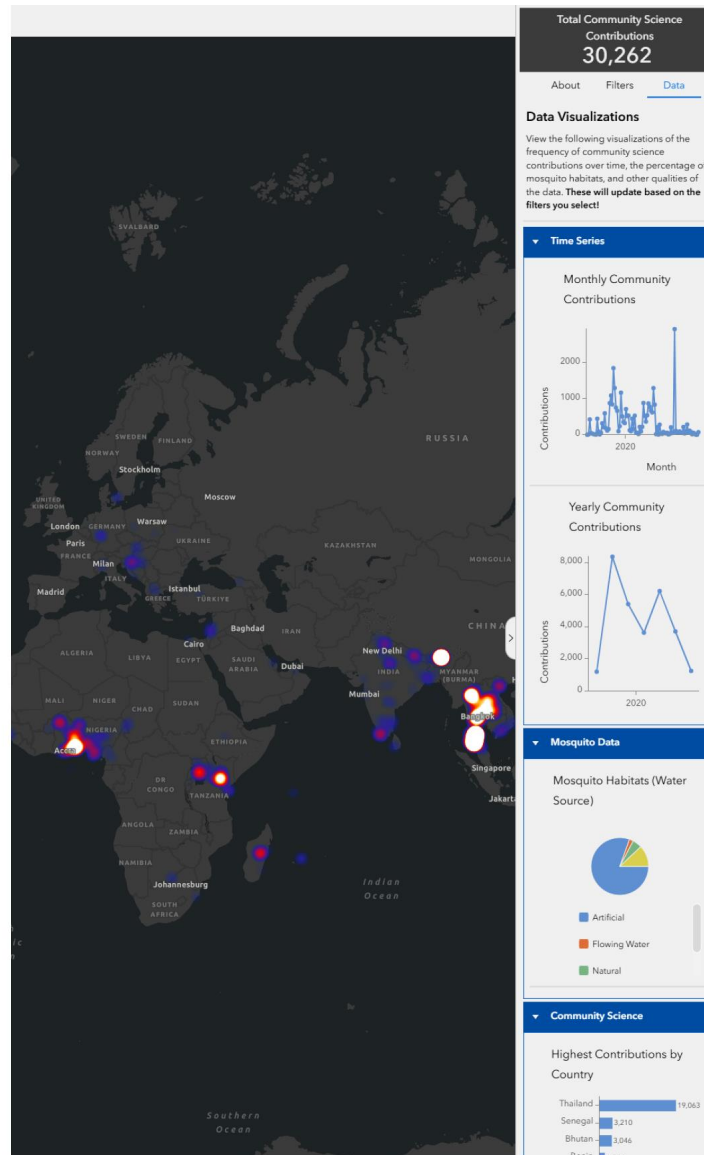 Total Community Science
Contributions
30,262
About Filters Data
Data Visualizations
View the following visualizations of the
frequency of community science
contributions over time, the percentage of
mosquito habitats, and other qualities of
the data. These will update based on the
filters you select!
Time Series
Monthly Community
Contributions
2000
1000
0
Contributions
2020
Month
Yearly Community
Contributions
8,000
6,000
4,000
2,000
0
Contributions
2020
Mosquito Data
Mosquito Habitats (Water
Source)
Artificial
Flowing Water
Natural
Community Science
Highest Contributions by
Country
Thailand 19,063
Senegal 3,210
Bhutan 3,046
SVALBARD
SWEDEN
FINLAND
NORWAY
RUSSIA
Stockholm
Moscow
UNITED
KINGDOM
London
GERMANY
Warsaw
Paris
UKRAINE
FRANCE
KAZAKHSTAN
MONGOLIA
Milan
ITALY
Madrid
Istanbul
GREECE
TÜRKIYE
CHINA
Baghdad
IRAN
Cairo
New Delhi
ALGERIA
LIBYA
EGYPT
SAUDI
ARABIA
Dubai
INDIA
MYANMAR
(BURMA)
Mumbai
MALI
NIGER
CHAD
SUDAN
Bangkok
NIGERIA
Accra
ETHIOPIA
Singapore
DR
CONGO
TANZANIA
Jakarta
ANGOLA
ZAMBIA
NAMIBIA
Johannesburg
Indian
Ocean
SOUTH
AFRICA
Southern
Ocean